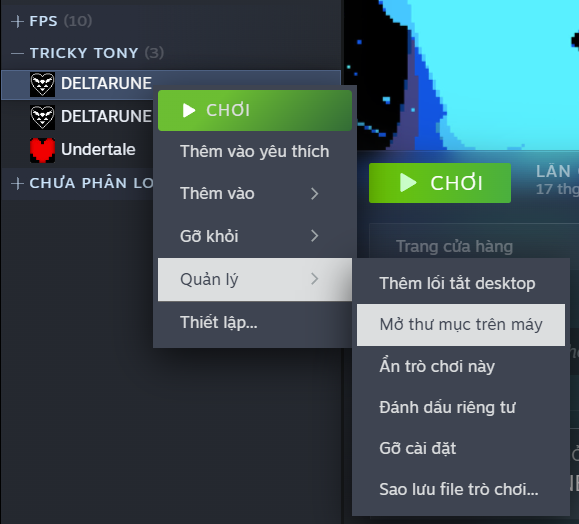 FPS (10)
TRICKY TONY (3)
DELTARUNE
DELTARUNE
Undertale
CHƯA PHÂN LO
CHƠI
Thêm vào yêu thích
Thêm vào
Gỡ khỏi
Quản lý
Thiết lập...
CHƠI
LẦN
17 thg
Trang cửa hàng
Thêm lối tắt desktop
Mở thư mục trên máy
Ẩn trò chơi này
Đánh dấu riêng tư
Gỡ cài đặt
Sao lưu file trò chơi...